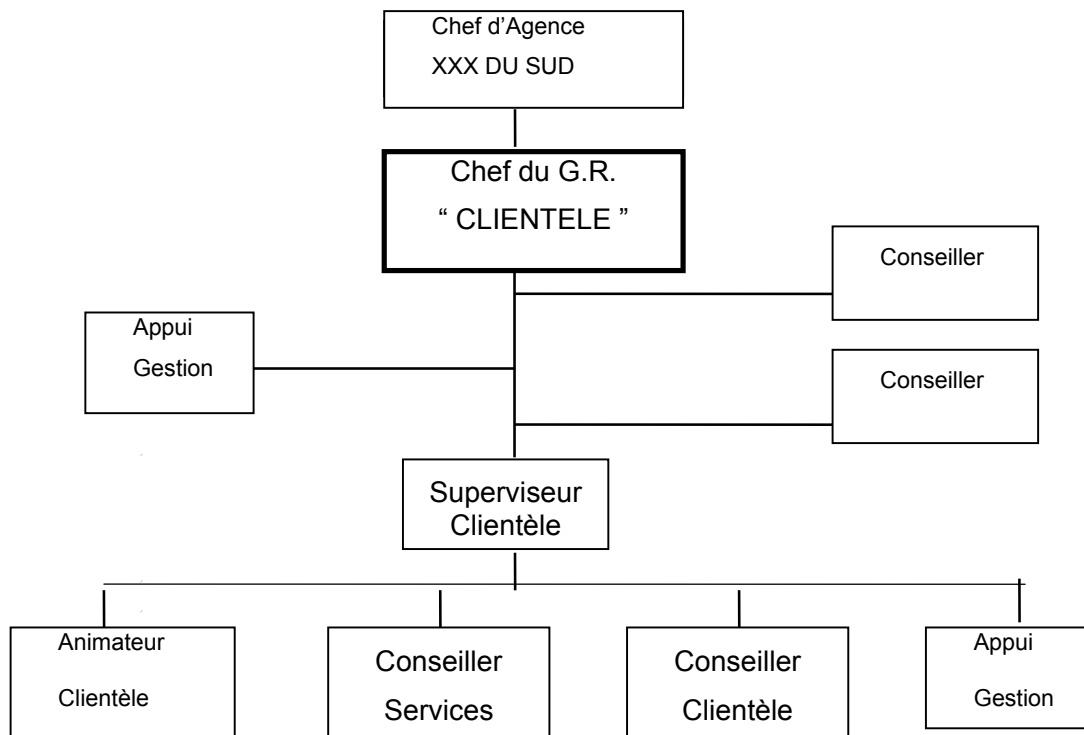 Chef d’Agence
XXX DU SUD
Chef du G.R.
“ CLIENTELE ”
Conseiller
Appui
Gestion
Conseiller
Superviseur
Clientèle
Animateur
Clientèle
Conseiller
Services
Conseiller
Clientèle
Appui
Gestion